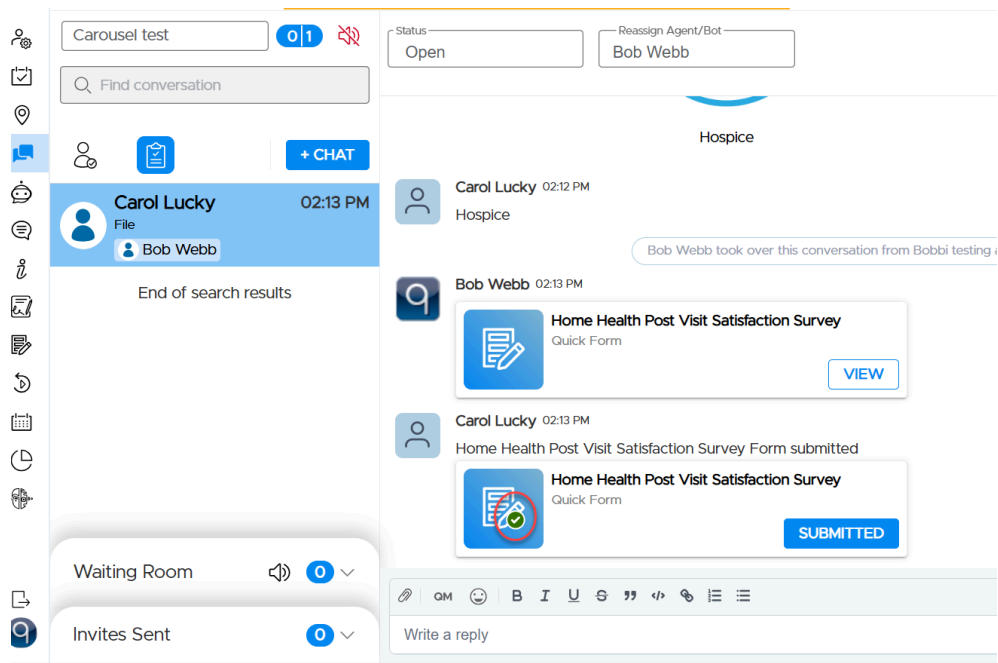 Carousel test
0|1
Find conversation
+ CHAT
Carol Lucky 02:13 PM
File
Bob Webb
End of search results
Waiting Room 0
Invites Sent 0
Status
Open
Reassign Agent/Bot
Bob Webb
Hospice
Carol Lucky 02:12 PM
Hospice
Bob Webb took over this conversation from Bobbi testing a
Bob Webb 02:13 PM
Home Health Post Visit Satisfaction Survey
Quick Form
VIEW
Carol Lucky 02:13 PM
Home Health Post Visit Satisfaction Survey Form submitted
Home Health Post Visit Satisfaction Survey
Quick Form
SUBMITTED
QM B I U S
Write a reply